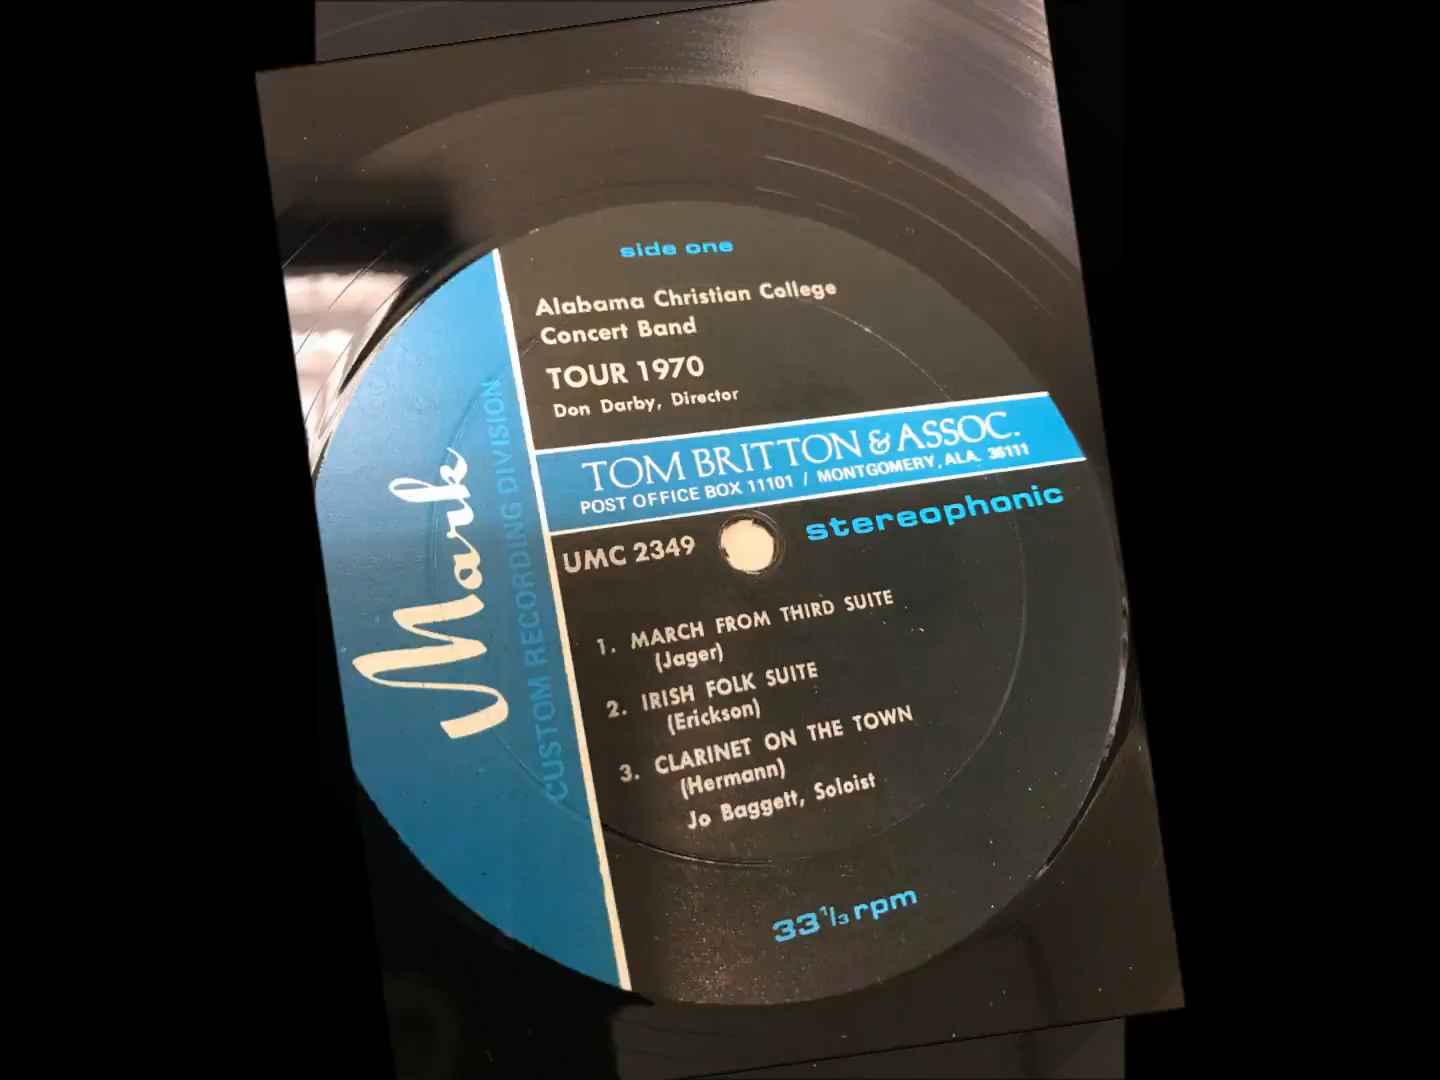 side one
Alabama Christian College
Concert Band
TOUR 1970
Don Darby, Director
TOM BRITTON & ASSOC.
POST OFFICE BOX 11101 / MONTGOMERY, ALA. 36111
UMC 2349
stereophonic
1. MARCH FROM THIRD SUITE
(Jager)
2. IRISH FOLK SUITE
(Erickson)
3. CLARINET ON THE TOWN
(Hermann)
Jo Baggett, Soloist
33 1/3 rpm
Mark
CUSTOM RECORDING DIVISION